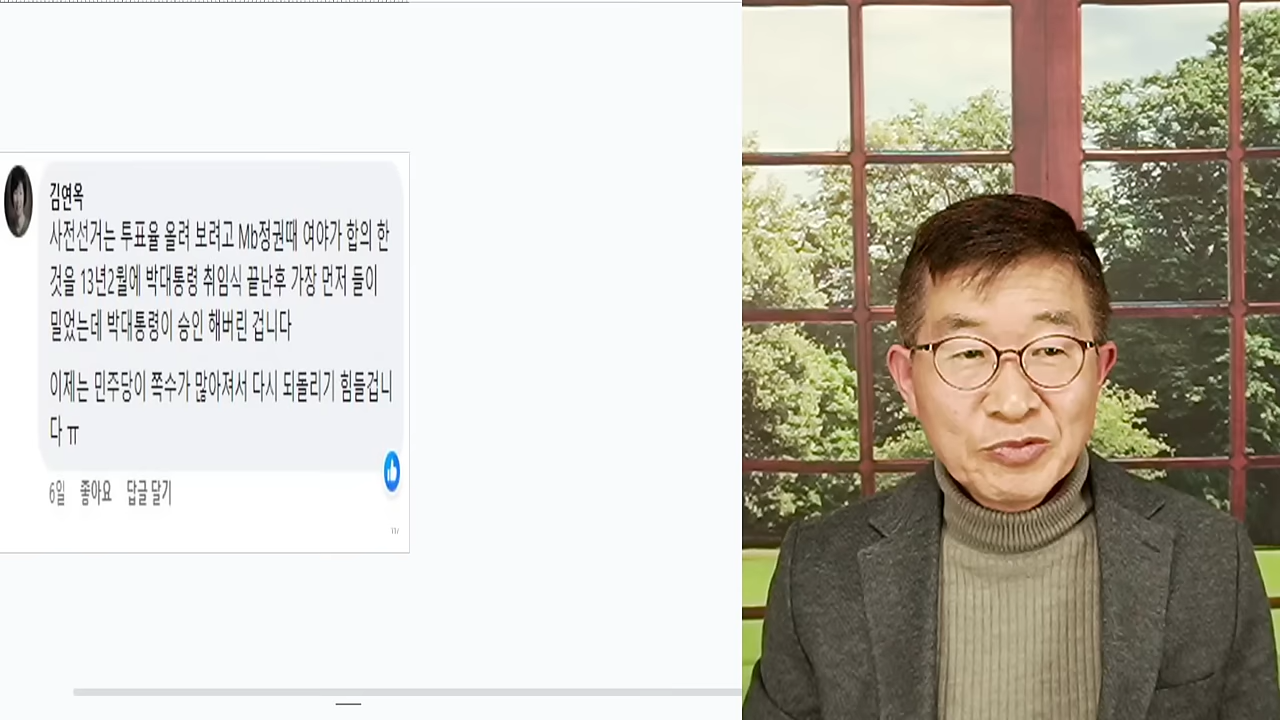 김연옥
사전선거는 투표율 올려 보려고 Mb정권때 여야가 합의 한
것을 13년2월에 박대통령 취임식 끝난후 가장 먼저 들이
밀었는데 박대통령이 승인 해버린 겁니다
이제는 민주당이 쪽수가 많아져서 다시 되돌리기 힘들겁니
다 ㅠ
6일 좋아요 답글 달기